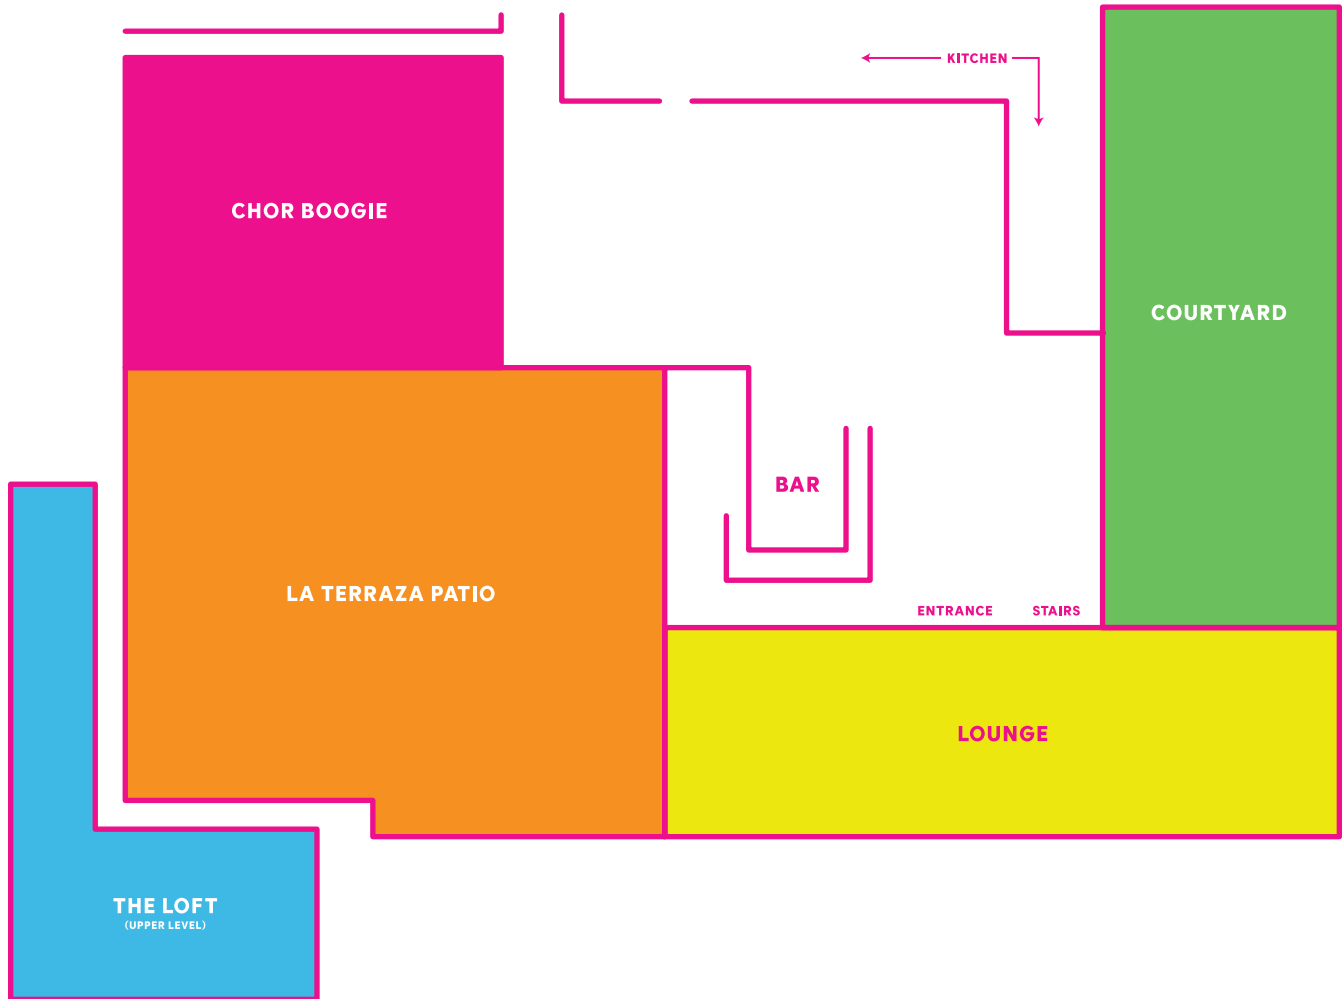 KITCHEN
CHOR BOOGIE
COURTYARD
BAR
LA TERRAZA PATIO
ENTRANCE
STAIRS
LOUNGE
THE LOFT
(UPPER LEVEL)